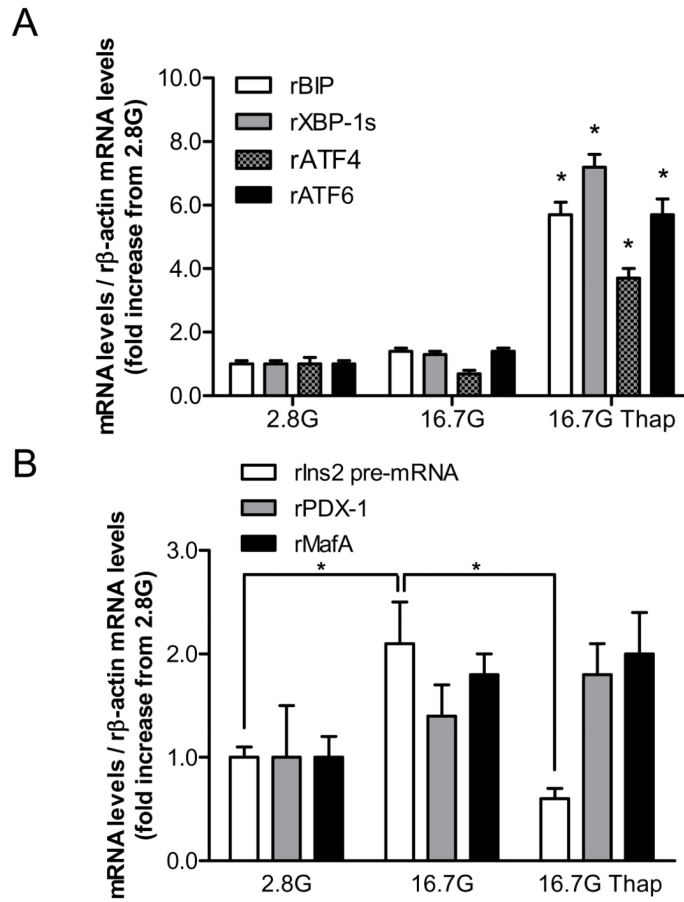 A
mRNA levels / rβ-actin mRNA levels
(fold increase from 2.8G)
10.0
8.0
6.0
4.0
2.0
0.0
rBIP
rXBP-1s
rATF4
rATF6
*
*
*
*
2.8G
16.7G
16.7G Thap
B
mRNA levels / rβ-actin mRNA levels
(fold increase from 2.8G)
3.0
2.0
1.0
0.0
rIns2 pre-mRNA
rPDX-1
rMafA
*
*
2.8G
16.7G
16.7G Thap